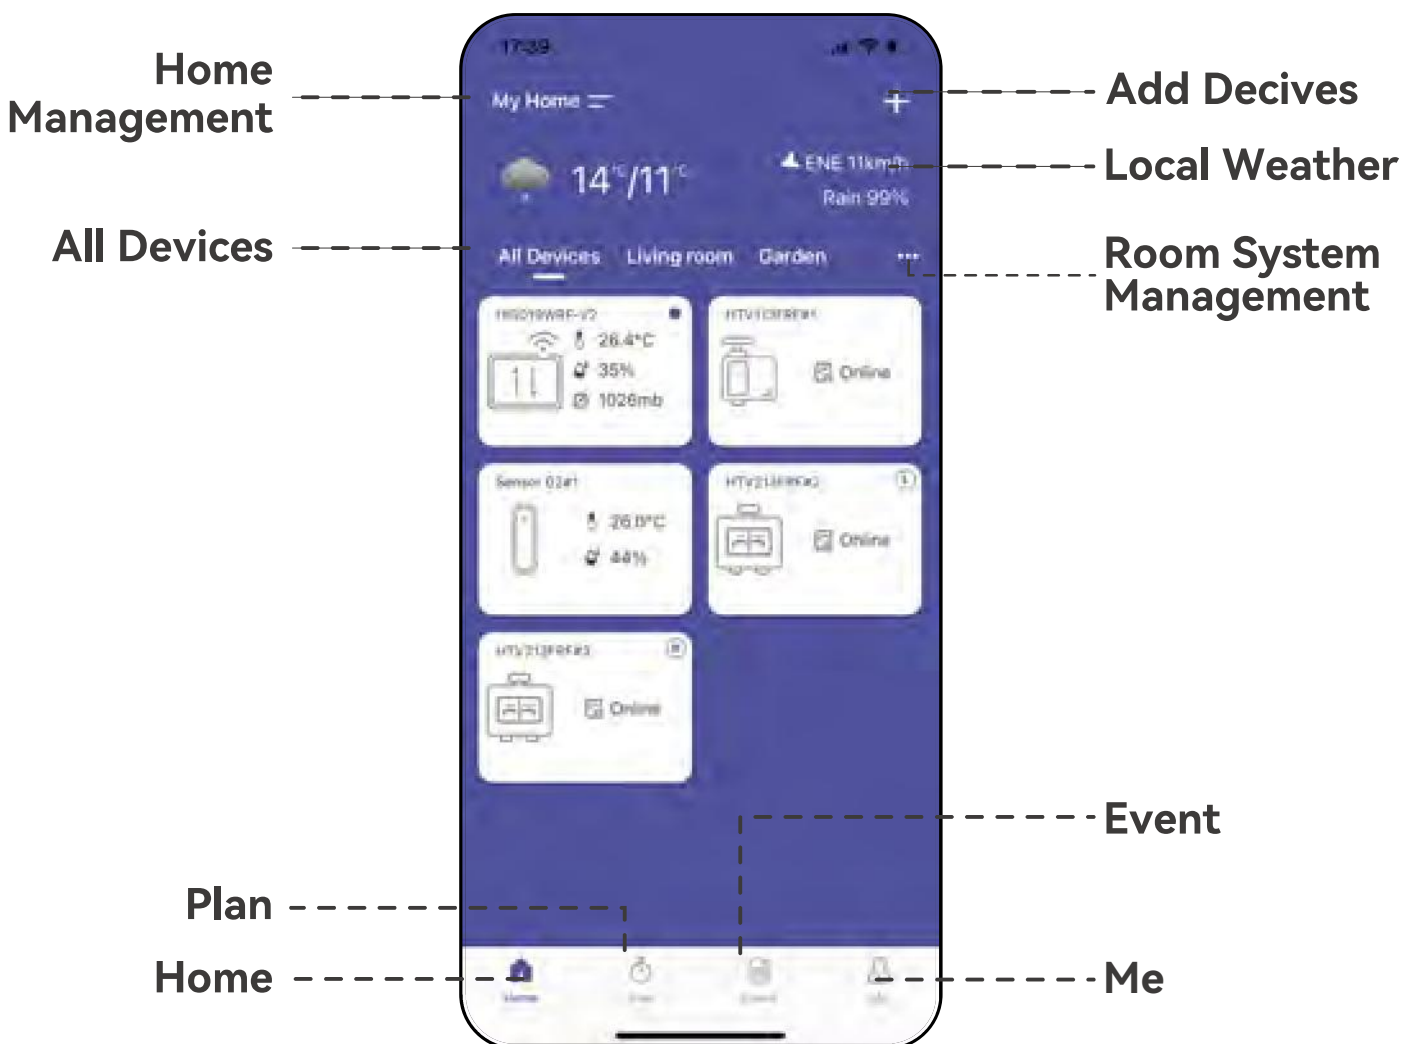 Home
Management
Add Decives
Local Weather
All Devices
Room System
Management
Event
Plan
Home
Me
17:39
My Home
14°C/11°C
ENE 11km/h
Rain 99%
All Devices Living room Garden
26.4°C
35%
1026mb
Online
Sensor 02#1
26.0°C
44%
Online
Online
Home